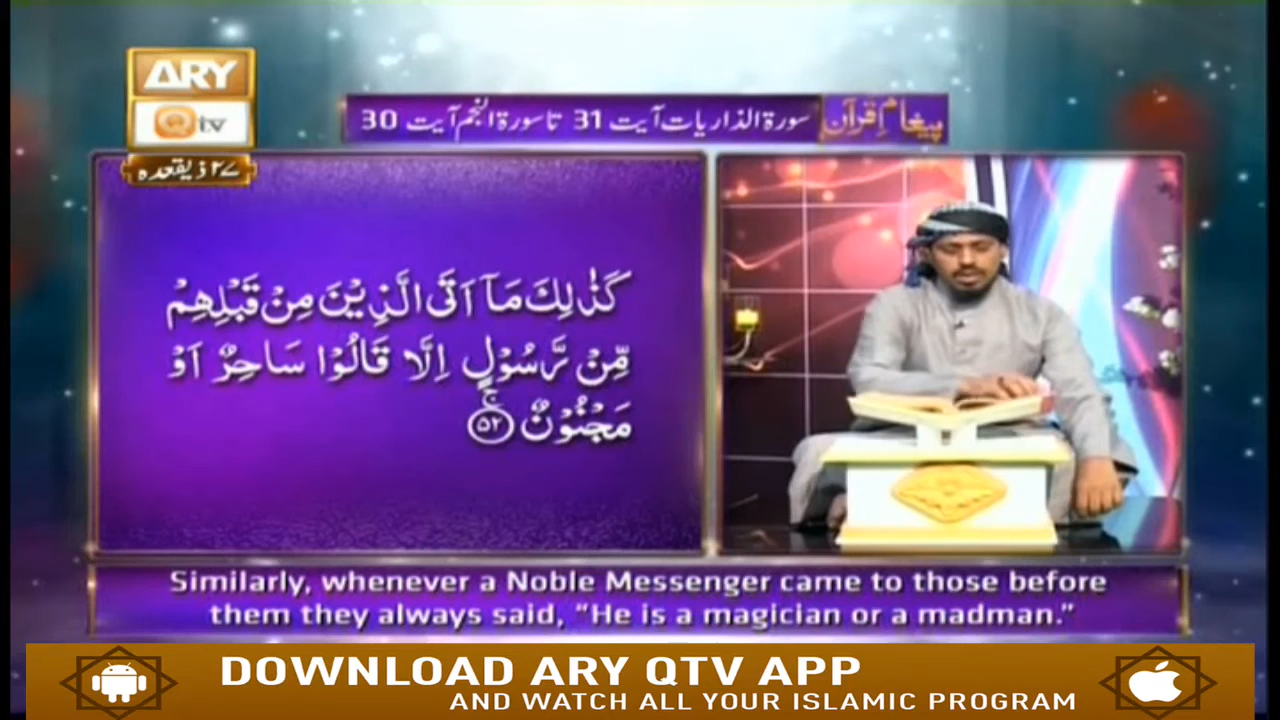 ARY
Qtv
۲۷ ذیقعدہ
پیغام قرآن
سورۃ الذاریات آیت 31 تا سورۃ النجم آیت 30
كَذٰلِكَ مَاۤ اَتَى الَّذِيْنَ مِنْ قَبْلِهِمْ
مِّنْ رَّسُوْلٍ اِلَّا قَالُوْا سَاحِرٌ اَوْ
مَجْنُوْنٌ ۚ ﴿۵۲﴾
Similarly, whenever a Noble Messenger came to those before
them they always said, “He is a magician or a madman.”
DOWNLOAD ARY QTV APP
AND WATCH ALL YOUR ISLAMIC PROGRAM